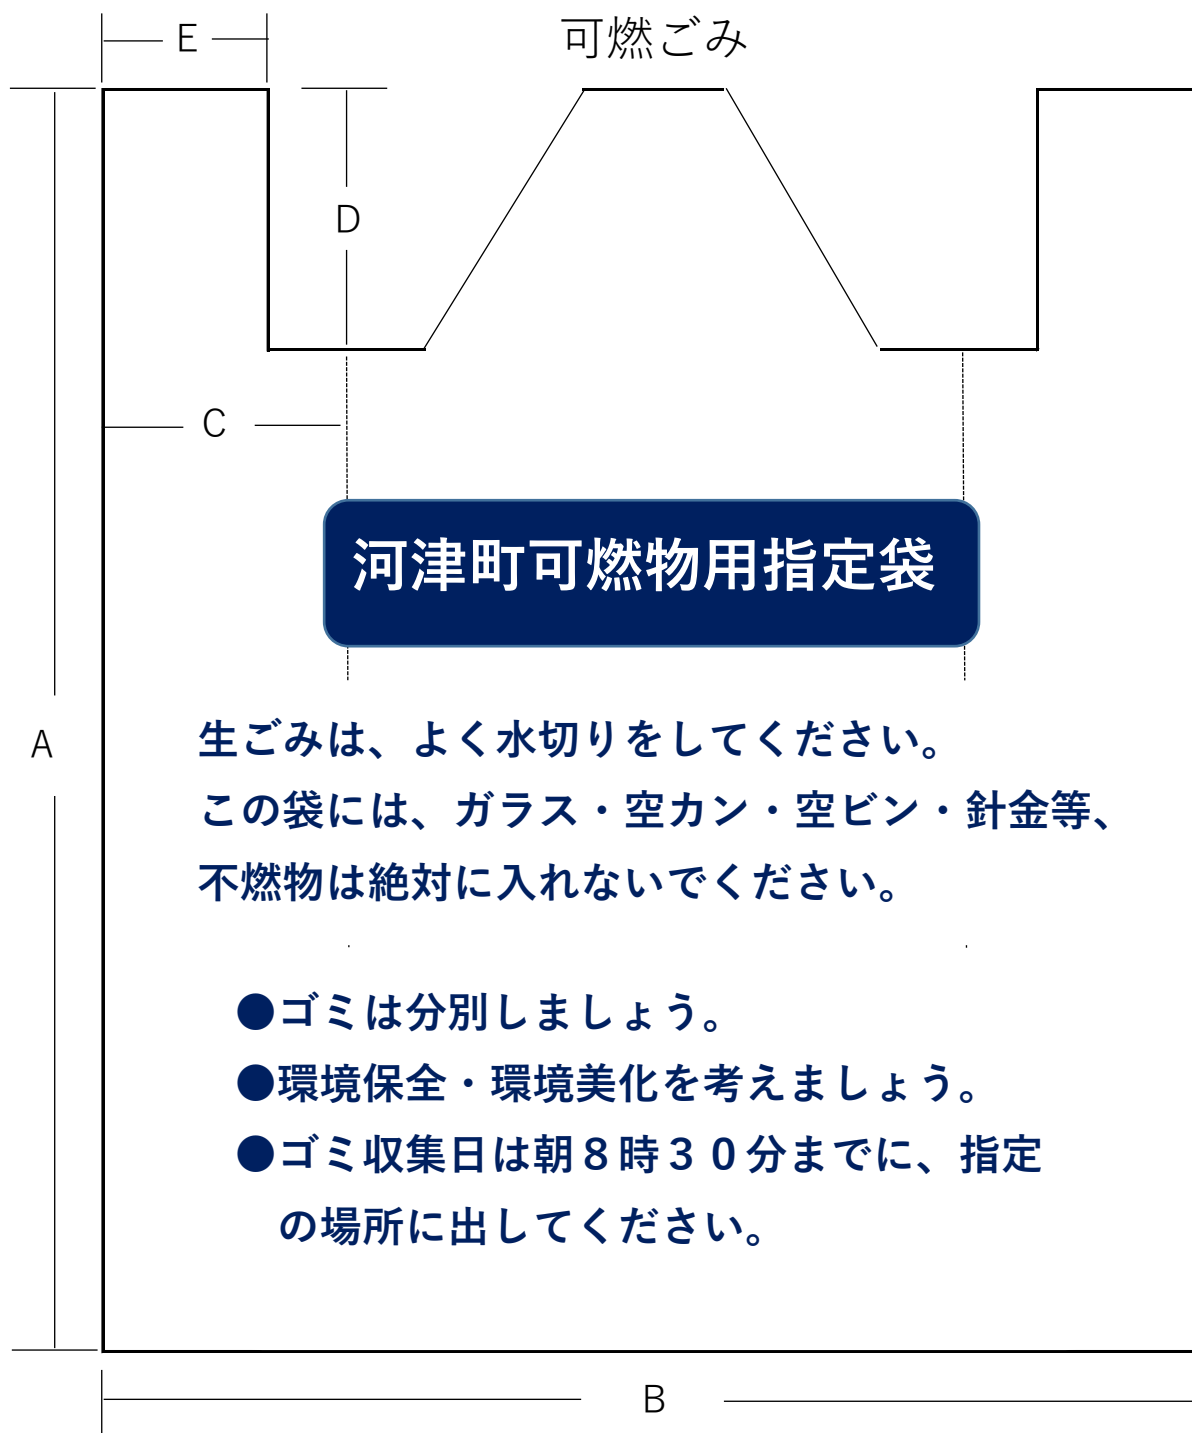 可燃ごみ
E
D
C
河津町可燃物用指定袋
A
生ごみは、よく水切りをしてください。
この袋には、ガラス・空カン・空ビン・針金等、
不燃物は絶対に入れないでください。
●ゴミは分別しましょう。
●環境保全・環境美化を考えましょう。
●ゴミ収集日は朝８時３０分までに、指定
の場所に出してください。
B